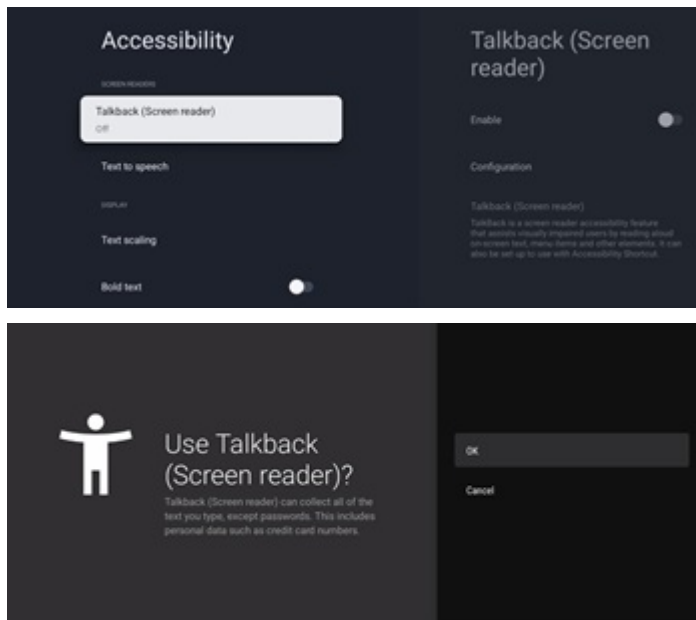 Accessibility
SCREEN READERS
Talkback (Screen reader)
Off
Text to speech
DISPLAY
Text scaling
Bold text
Talkback (Screen
reader)
Enable
Configuration
Talkback (Screen reader)
TalkBack is a screen reader accessibility feature
that assists visually impaired users by reading aloud
on-screen text, menu items and other elements. It can
also be set up to use with Accessibility Shortcut.
Use Talkback
(Screen reader)?
Talkback (Screen reader) can collect all of the
text you type, except passwords. This includes
personal data such as credit card numbers.
OK
Cancel